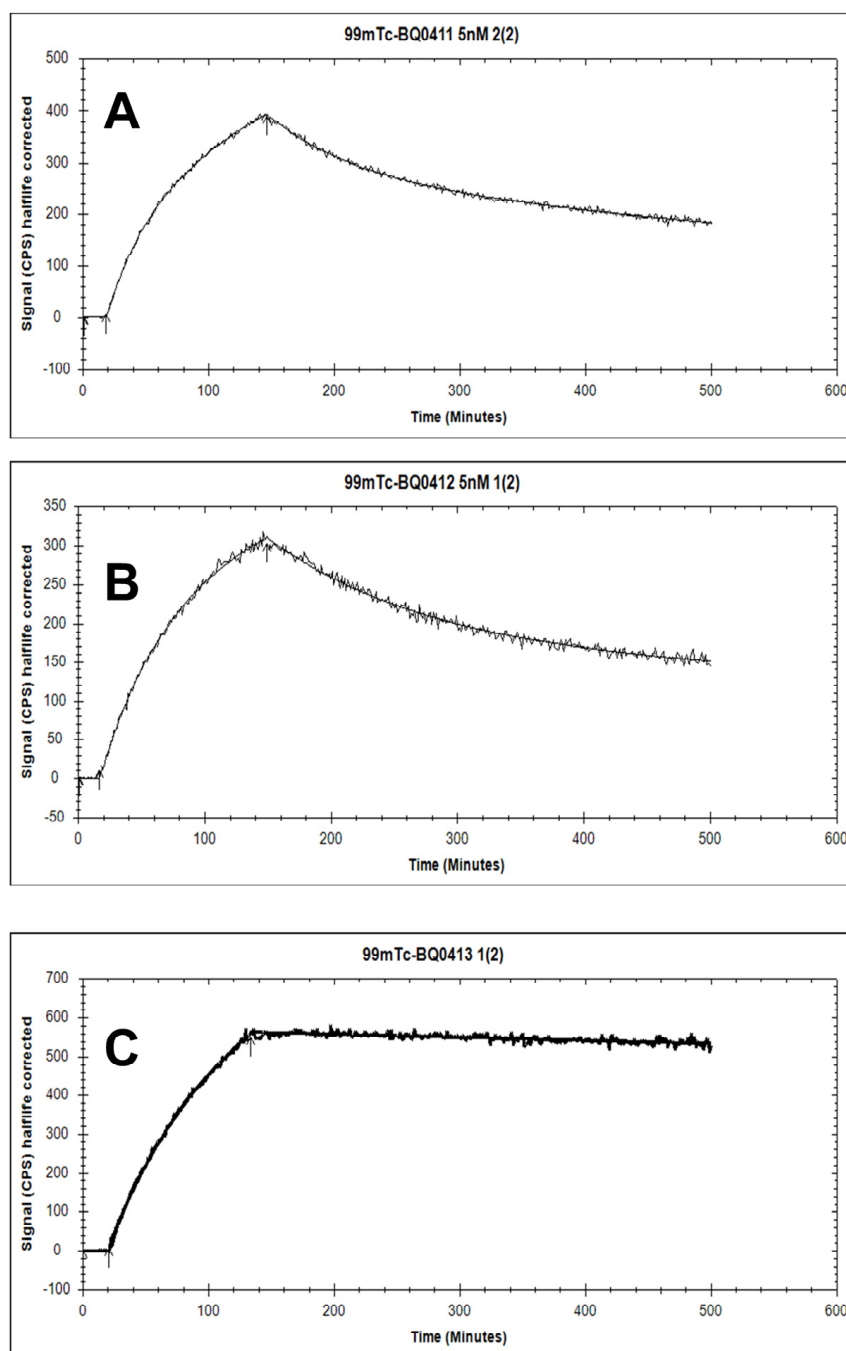 99mTc-BQ0411 5nM 2(2)
A
Signal (CPS) halflife corrected
500
400
300
200
100
0
-100
0 100 200 300 400 500 600
Time (Minutes)
99mTc-BQ0412 5nM 1(2)
B
Signal (CPS) halflife corrected
350
300
250
200
150
100
50
0
-50
0 100 200 300 400 500 600
Time (Minutes)
99mTc-BQ0413 1(2)
C
Signal (CPS) halflife corrected
700
600
500
400
300
200
100
0
-100
0 100 200 300 400 500 600
Time (Minutes)